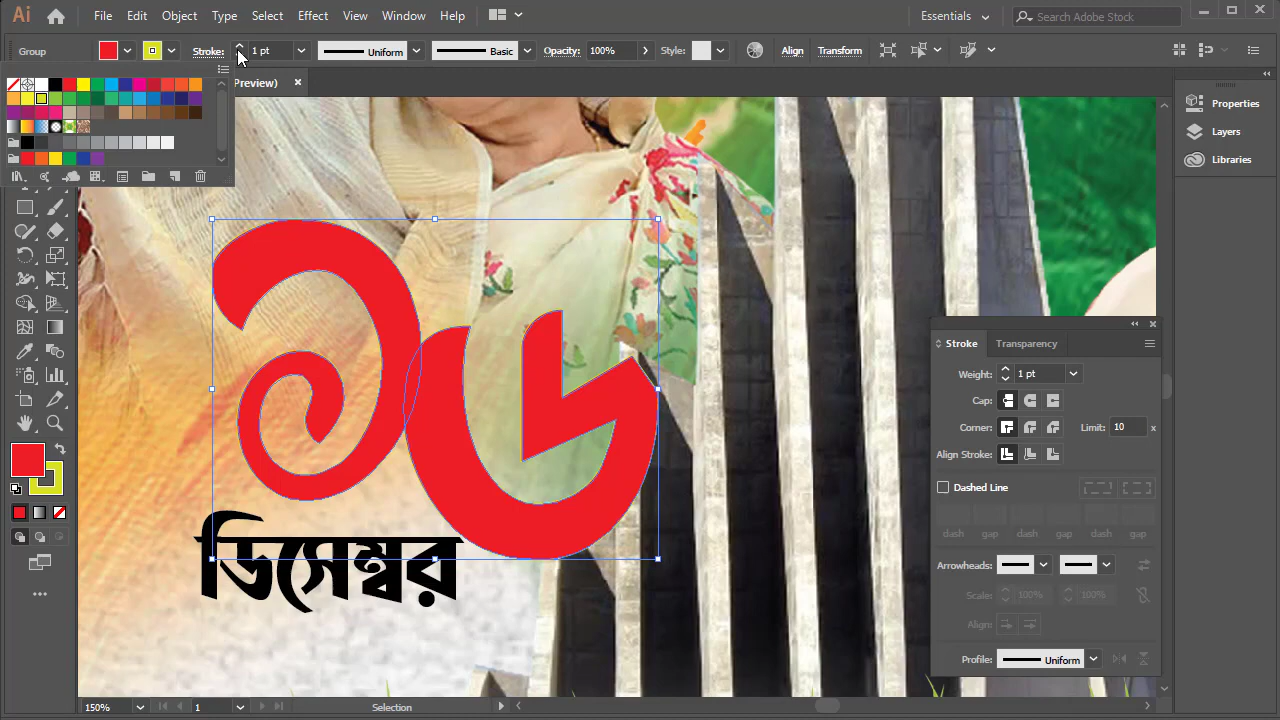 Ai File Edit Object Type Select Effect View Window Help Essentials Search Adobe Stock
Group Stroke: 1 pt Uniform Basic Opacity: 100% Style: Align Transform
Preview)
Properties
Layers
Libraries
Stroke Transparency
Weight: 1 pt
Cap:
Corner: Limit: 10 x
Align Stroke:
Dashed Line
dash gap dash gap dash gap
Arrowheads:
Scale: 100% 100%
Align:
Profile: Uniform
১৬
ডিসেম্বর
150% 1 Selection